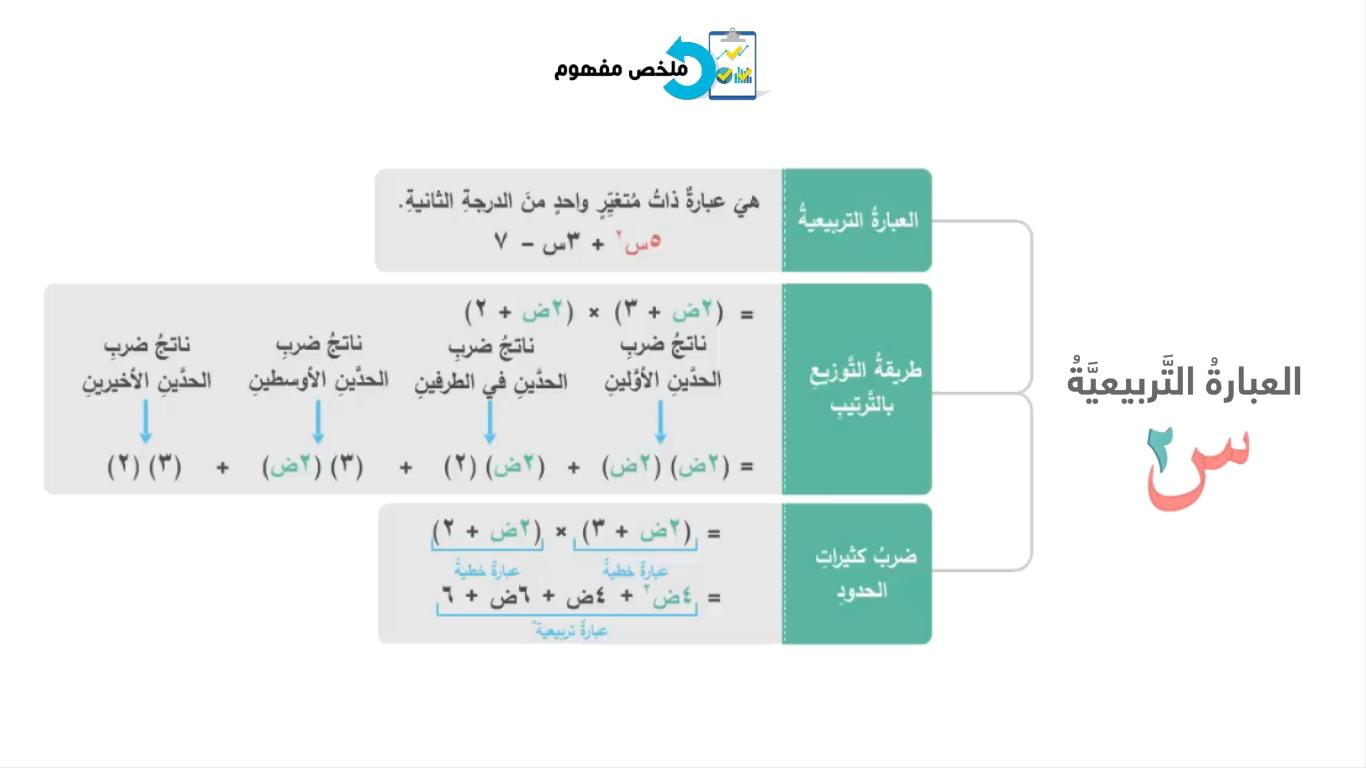 ملخص مفهوم
العبارةُ التَّربيعيَّةُ
س٢
العبارةُ التربيعيةُ
هيَ عبارةٌ ذاتُ مُتغيِّرٍ واحدٍ منَ الدرجةِ الثانيةِ.
٥س٢ + ٣س − ٧
طريقةُ التَّوزيعِ
بالتَّرتيبِ
= (٢ض + ٣) × (٢ض + ٢)
ناتجُ ضربِ ناتجُ ضربِ ناتجُ ضربِ ناتجُ ضربِ
الحدَّينِ الأوَّلينِ الحدَّينِ في الطرفينِ الحدَّينِ الأوسطينِ الحدَّينِ الأخيرينِ
= (٢ض) (٢ض) + (٢ض) (٢) + (٣) (٢ض) + (٣) (٢)
ضربُ كثيراتِ
الحدودِ
= (٢ض + ٣) × (٢ض + ٢)
عبارةٌ خطيةٌ عبارةٌ خطيةٌ
= ٤ض٢ + ٤ض + ٦ض + ٦
عبارةٌ تربيعيةٌ